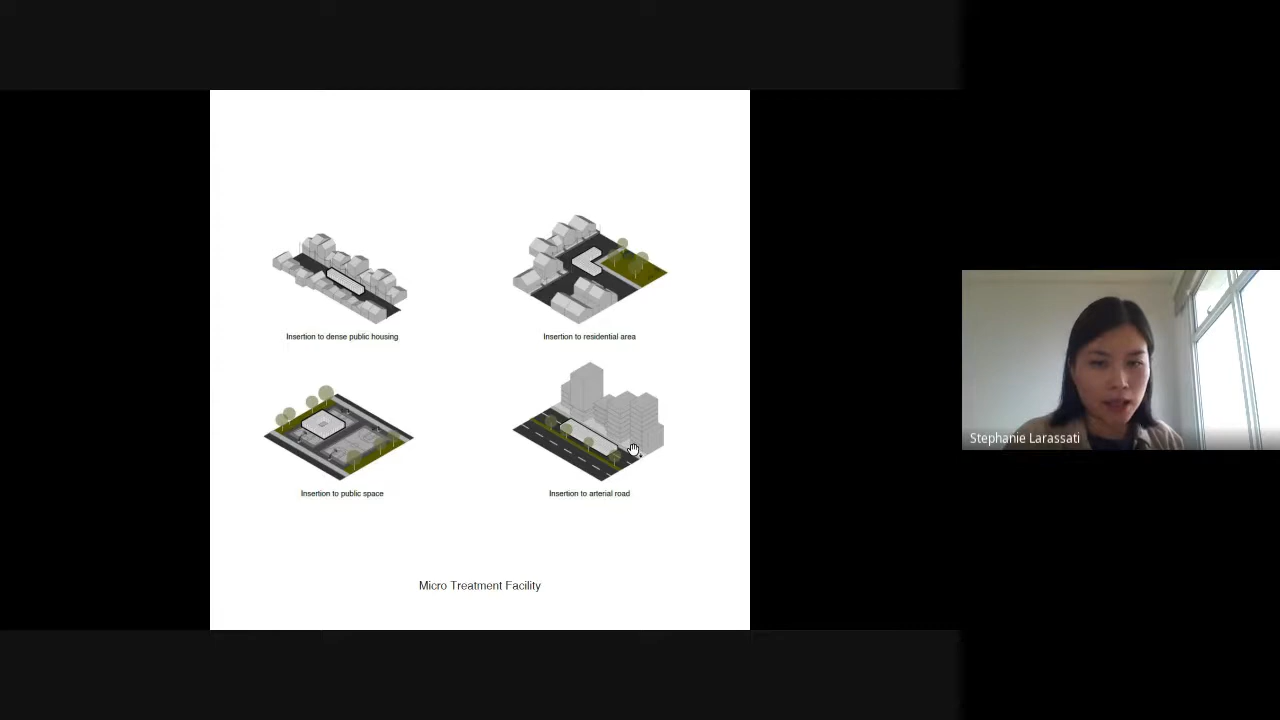 Insertion to dense public housing
Insertion to residential area
Insertion to public space
Insertion to arterial road
Micro Treatment Facility
Stephanie Larassati